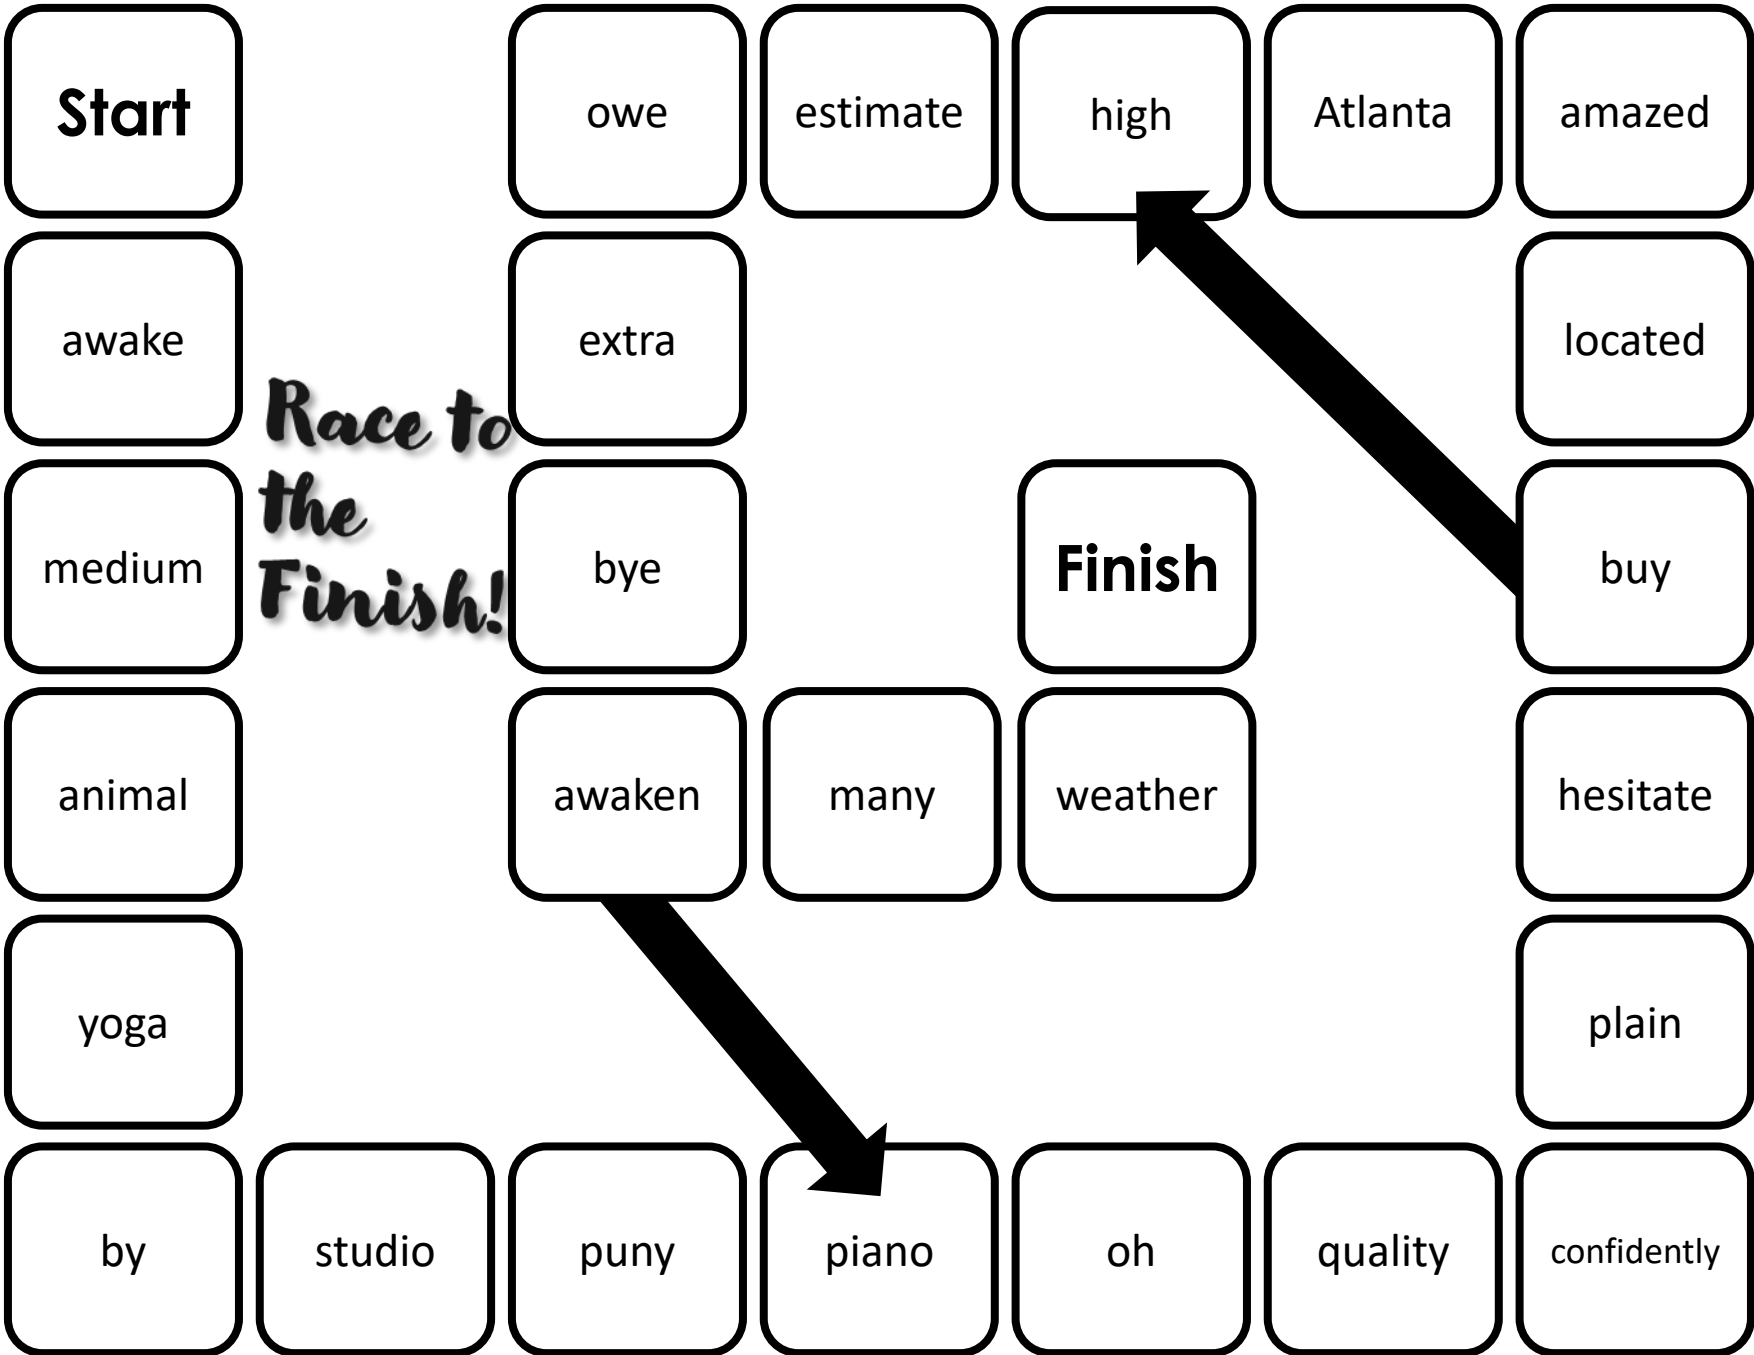 Start
owe
estimate
high
Atlanta
amazed
awake
extra
located
Race to
the
Finish!
medium
bye
Finish
buy
animal
awaken
many
weather
hesitate
yoga
plain
by
studio
puny
piano
oh
quality
confidently